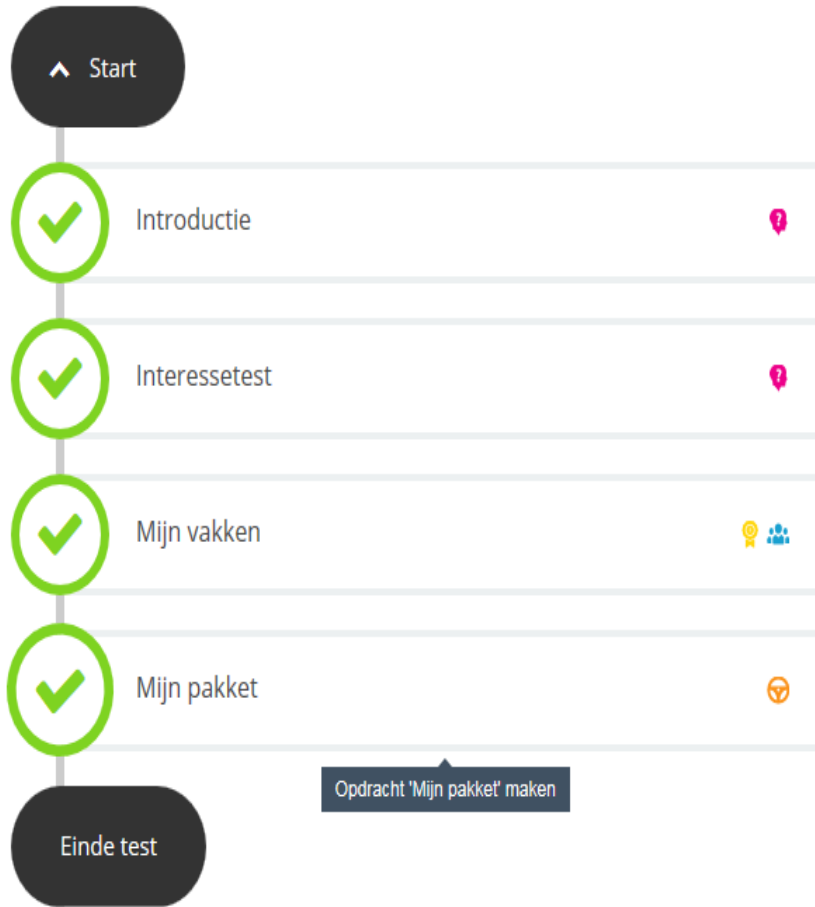 Start
Introductie
Interessetest
Mijn vakken
Mijn pakket
Opdracht 'Mijn pakket' maken
Einde test